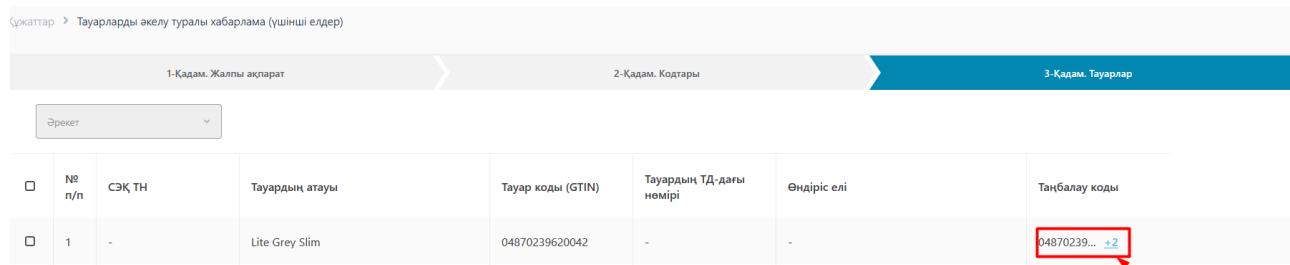 Құжаттар > Тауарларды әкелу туралы хабарлама (үшінші елдер)
1-Қадам. Жалпы ақпарат 2-Қадам. Кодтары 3-Қадам. Тауарлар
Әрекет
№ п/п СЭҚ ТН Тауардың атауы Тауар коды (GTIN) Тауардың ТД-дағы нөмірі Өндіріс елі Таңбалау коды
1 - Lite Grey Slim 04870239620042 - - 04870239... +2